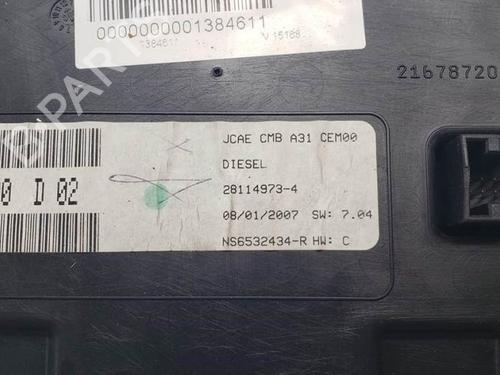 0000000001384611
1384611
V15168
21678720
JCAE CMB A31 CEM00
DIESEL
0 D 02
28114973-4
08/01/2007 SW: 7.04
NS6532434-R HW: C